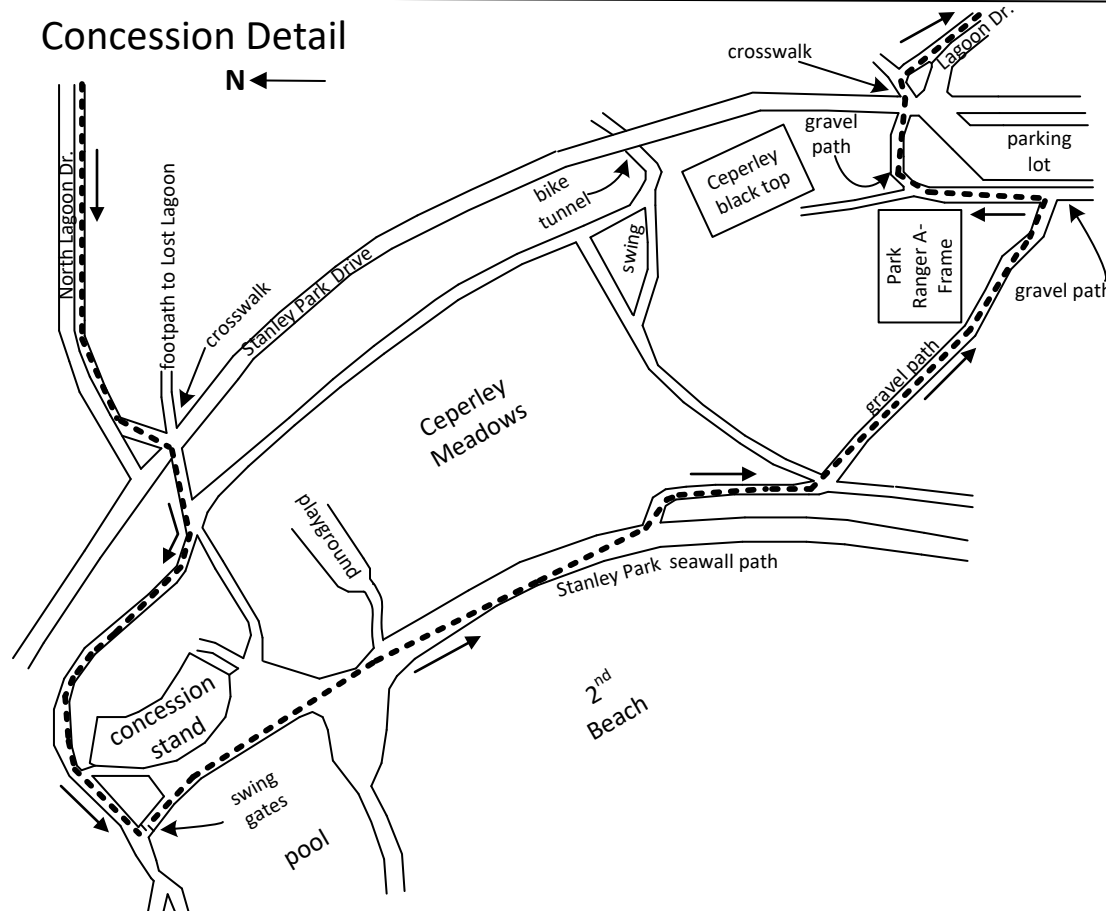 Concession Detail
N
Lagoon Dr.
crosswalk
gravel
path
parking
lot
Ceperley
black top
bike
tunnel
North Lagoon Dr.
footpath to Lost Lagoon
crosswalk
Stanley Park Drive
swing
Park
Ranger A-
Frame
gravel path
gravel path
Ceperley
Meadows
playground
Stanley Park seawall path
concession
stand
2nd
Beach
swing
gates
pool